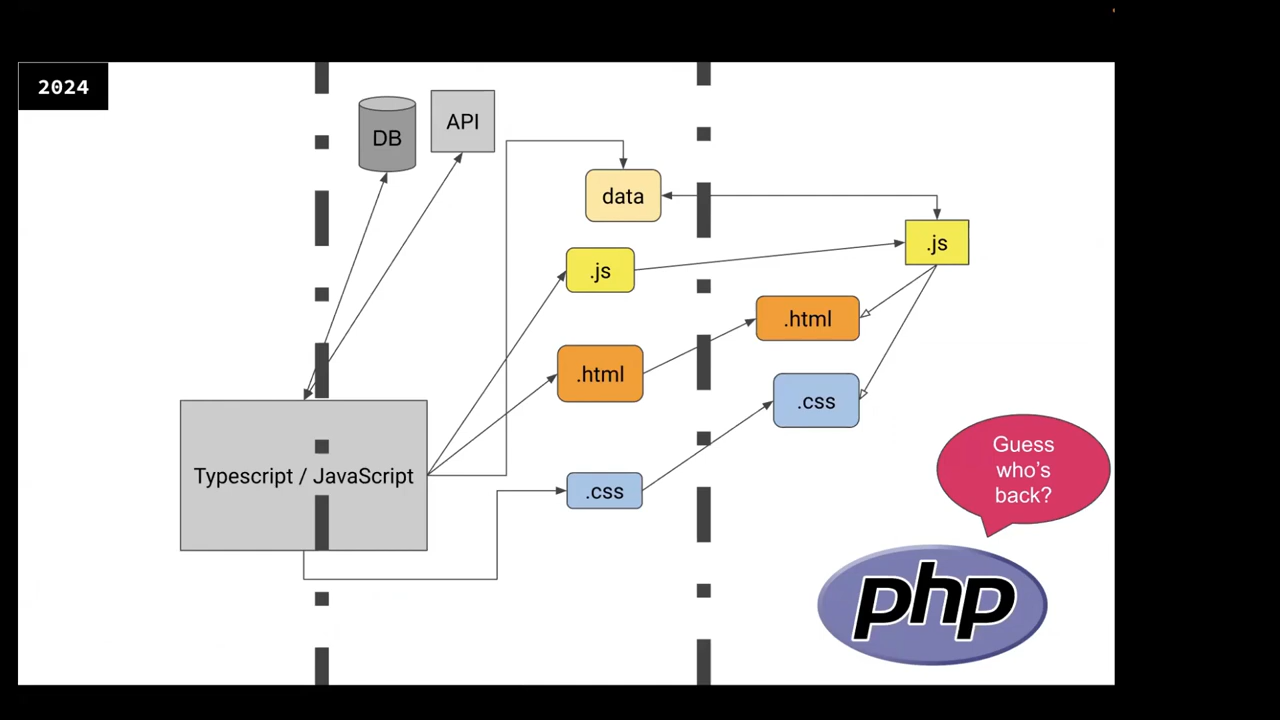 2024
DB
API
data
.js
.js
.html
.html
.css
Typescript / JavaScript
.css
Guess
who's
back?
php